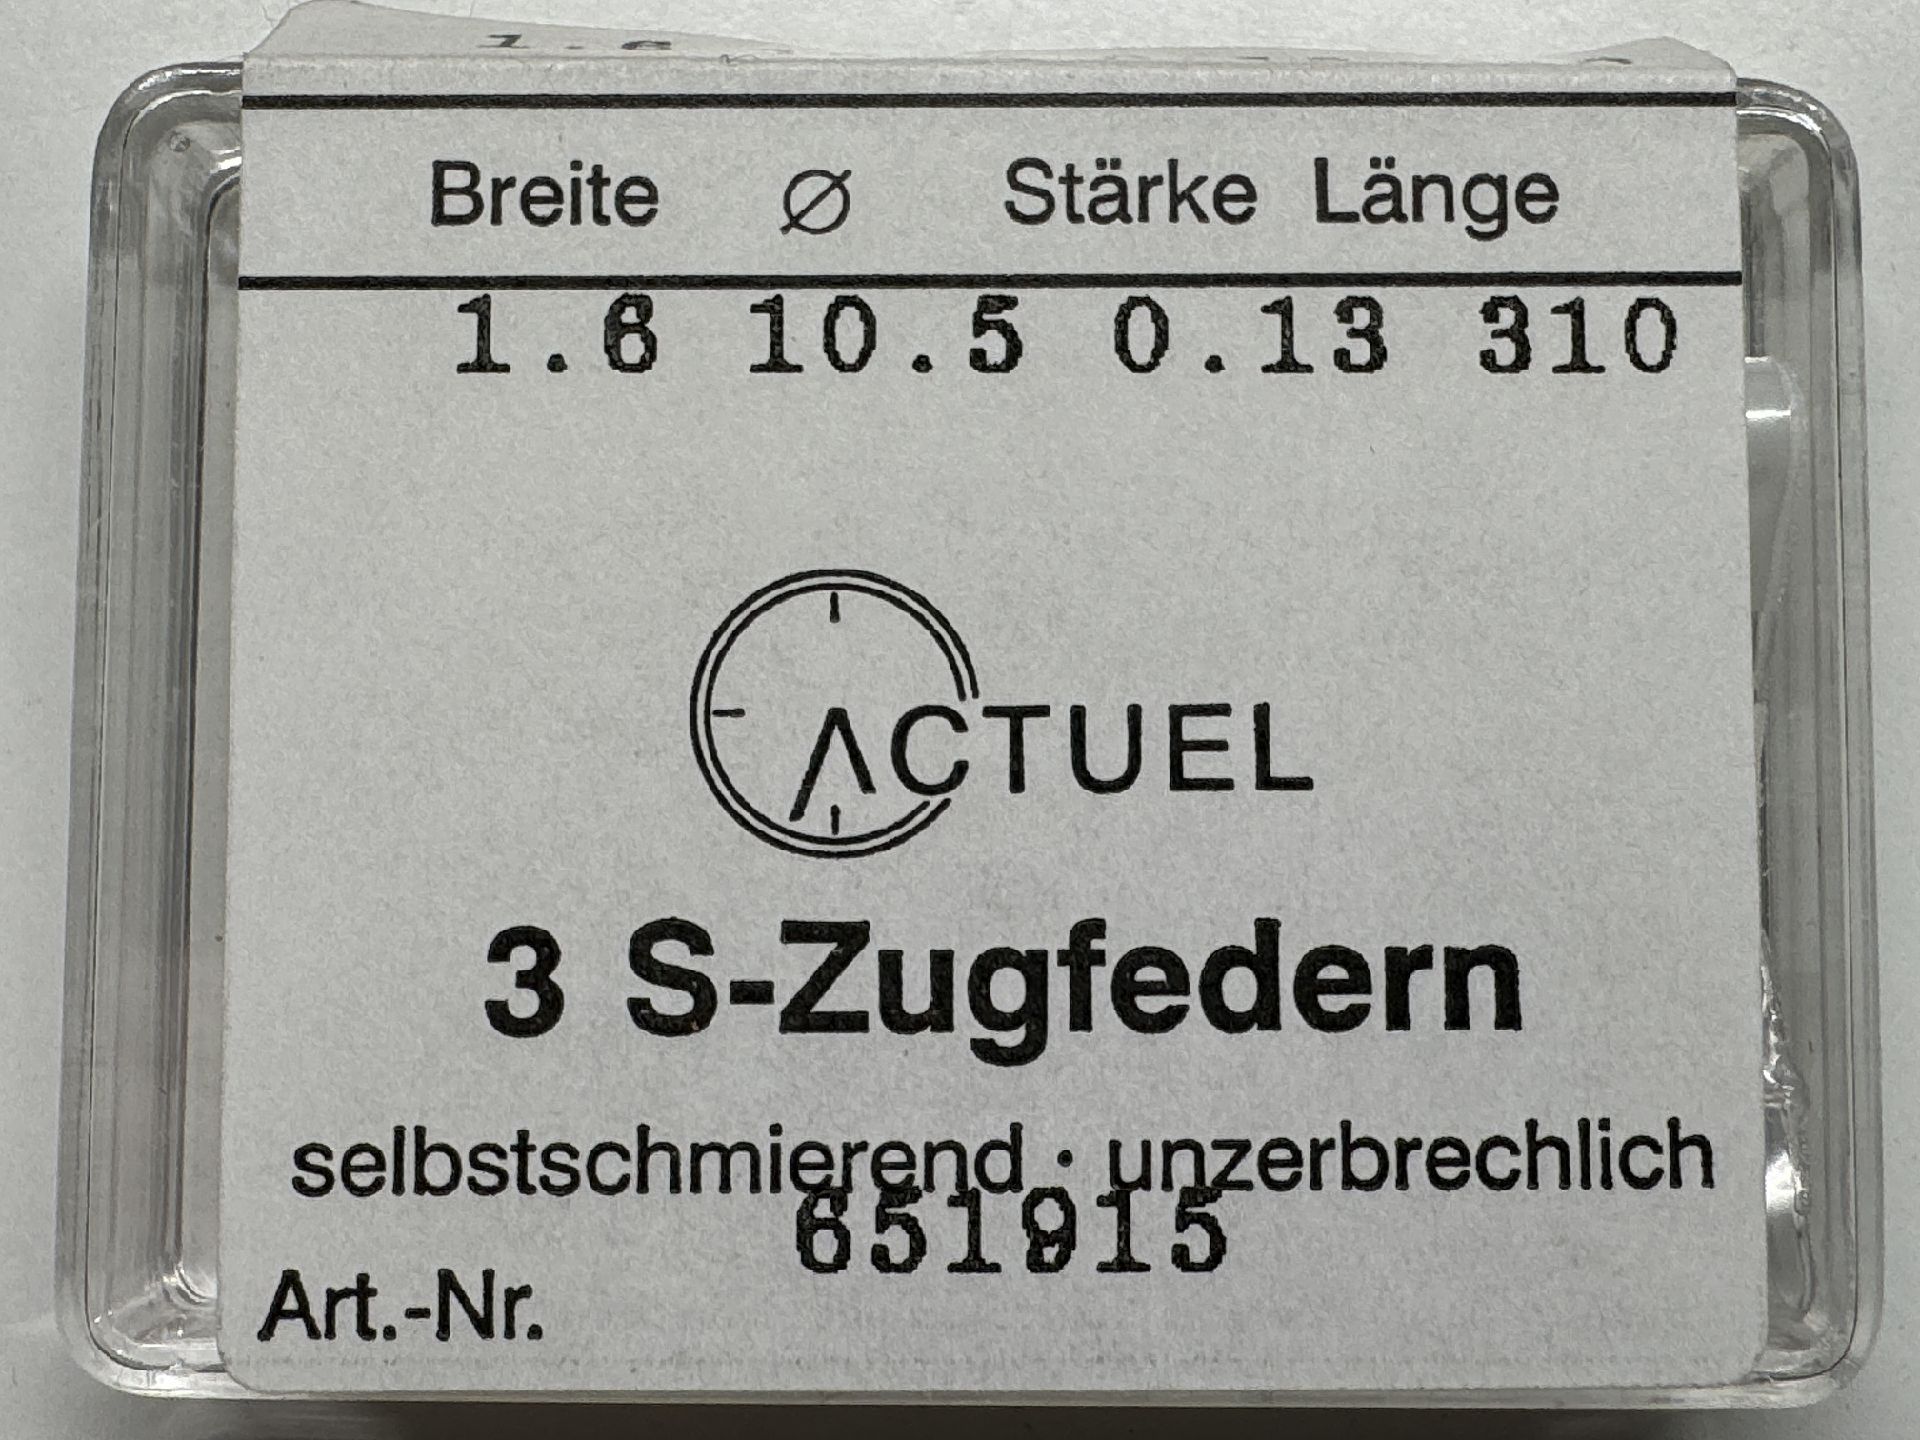 Breite Ø Stärke Länge
1.6 10.5 0.13 310
ACTUEL
3 S-Zugfedern
selbstschmierend · unzerbrechlich
651915
Art.-Nr.